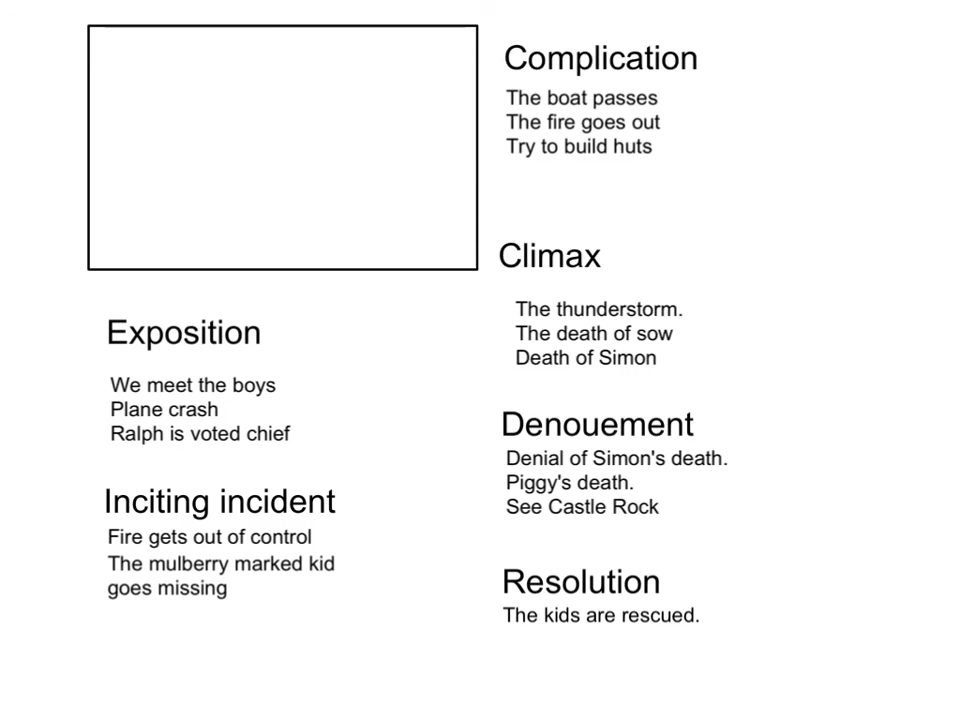 Exposition
We meet the boys
Plane crash
Ralph is voted chief
Inciting incident
Fire gets out of control
The mulberry marked kid
goes missing
Complication
The boat passes
The fire goes out
Try to build huts
Climax
The thunderstorm.
The death of sow
Death of Simon
Denouement
Denial of Simon's death.
Piggy's death.
See Castle Rock
Resolution
The kids are rescued.